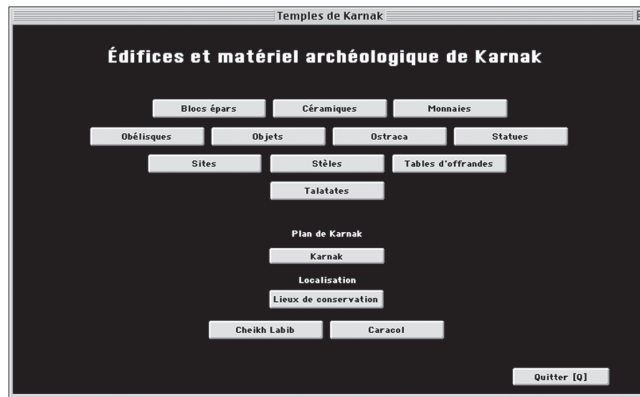 Temples de Karnak
Édifices et matériel archéologique de Karnak
Blocs épars Céramiques Monnaies
Obélisques Objets Ostraca Statues
Sites Stèles Tables d'offrandes
Talatates
Plan de Karnak
Karnak
Localisation
Lieux de conservation
Cheikh Labib Caracol
Quitter [Q]